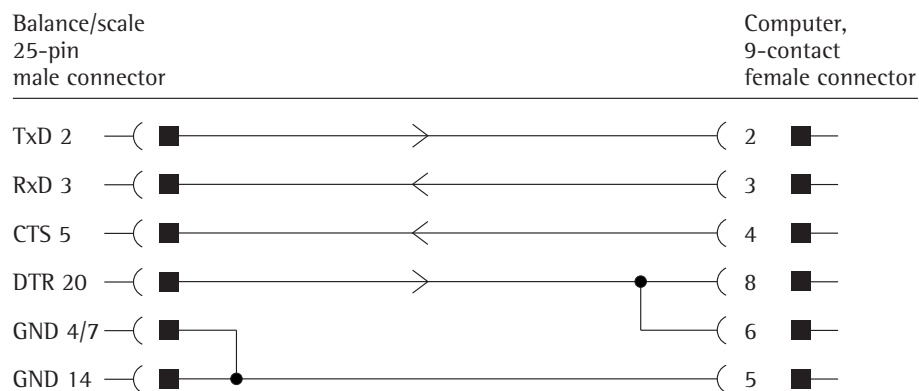 Balance/scale
25-pin
male connector
Computer,
9-contact
female connector
TxD 2 2
RxD 3 3
CTS 5 4
DTR 20 8
GND 4/7 6
GND 14 5